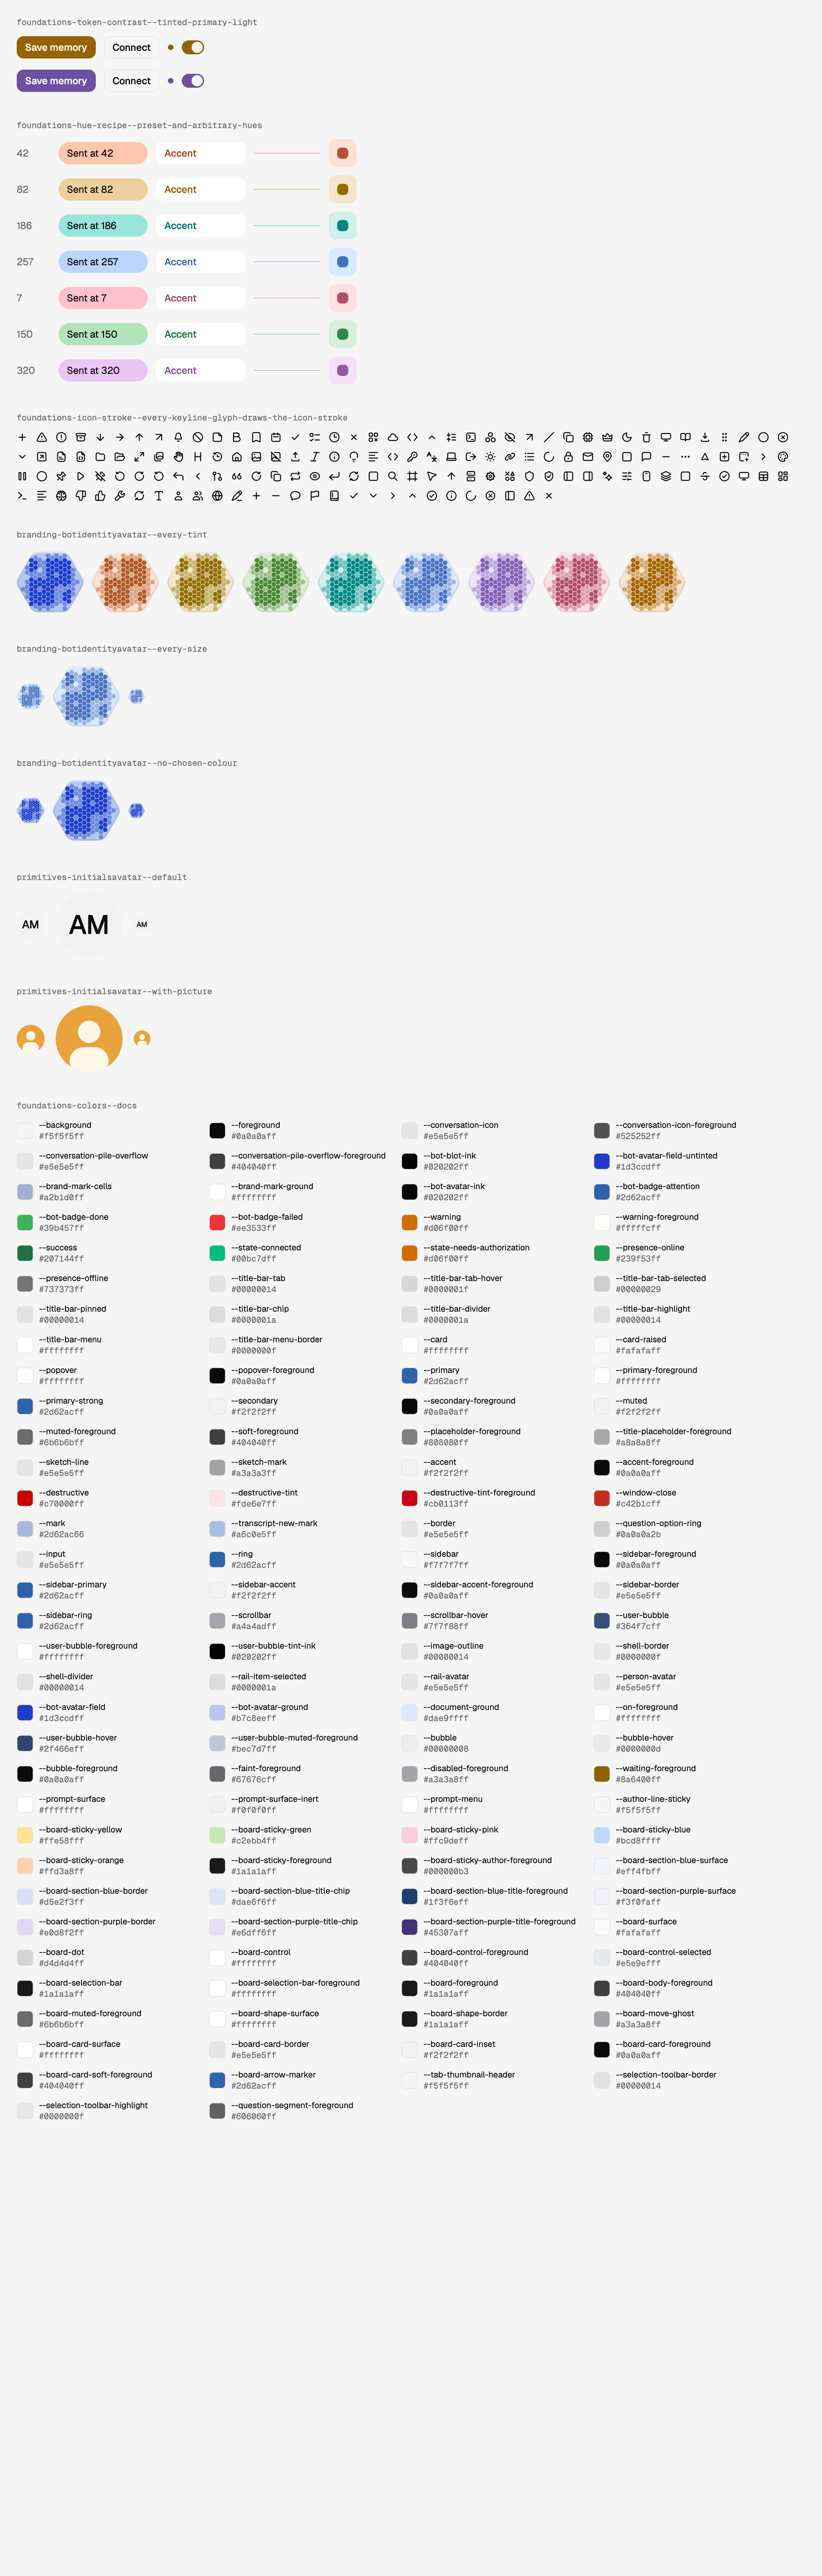 foundations-token-contrast--tinted-primary-light
Save memory Connect
Save memory Connect
foundations-hue-recipe--preset-and-arbitrary-hues
42 Sent at 42 Accent
82 Sent at 82 Accent
186 Sent at 186 Accent
257 Sent at 257 Accent
7 Sent at 7 Accent
150 Sent at 150 Accent
320 Sent at 320 Accent
foundations-icon-stroke--every-keyline-glyph-draws-the-icon-stroke
branding-botidentityavatar--every-tint
branding-botidentityavatar--every-size
branding-botidentityavatar--no-chosen-colour
primitives-initialsavatar--default
AM AM AM
primitives-initialsavatar--with-picture
foundations-colors--docs
--background --foreground --conversation-icon --conversation-icon-foreground
#f5f5f5ff #0a0a0aff #e5e5e5ff #525252ff
--conversation-pile-overflow --conversation-pile-overflow-foreground --bot-blot-ink --bot-avatar-field-untinted
#e5e5e5ff #404040ff #020202ff #1d3ccdff
--brand-mark-cells --brand-mark-ground --bot-avatar-ink --bot-badge-attention
#a2b1d0ff #ffffffff #020202ff #2d62acff
--bot-badge-done --bot-badge-failed --warning --warning-foreground
#39b457ff #ee3533ff #d06f00ff #fffffcff
--success --state-connected --state-needs-authorization --presence-online
#207144ff #00bc7dff #d06f00ff #239f53ff
--presence-offline --title-bar-tab --title-bar-tab-hover --title-bar-tab-selected
#737373ff #00000014 #0000001f #00000029
--title-bar-pinned --title-bar-chip --title-bar-divider --title-bar-highlight
#00000014 #0000001a #0000001a #00000014
--title-bar-menu --title-bar-menu-border --card --card-raised
#ffffffff #0000000f #ffffffff #fafafaff
--popover --popover-foreground --primary --primary-foreground
#ffffffff #0a0a0aff #2d62acff #ffffffff
--primary-strong --secondary --secondary-foreground --muted
#2d62acff #f2f2f2ff #0a0a0aff #f2f2f2ff
--muted-foreground --soft-foreground --placeholder-foreground --title-placeholder-foreground
#6b6b6bff #404040ff #808080ff #a8a8a8ff
--sketch-line --sketch-mark --accent --accent-foreground
#e5e5e5ff #a3a3a3ff #f2f2f2ff #0a0a0aff
--destructive --destructive-tint --destructive-tint-foreground --window-close
#c70000ff #fde6e7ff #cb0113ff #c42b1cff
--mark --transcript-new-mark --border --question-option-ring
#2d62ac66 #a6c0e5ff #e5e5e5ff #0a0a0a2b
--input --ring --sidebar --sidebar-foreground
#e5e5e5ff #2d62acff #f7f7f7ff #0a0a0aff
--sidebar-primary --sidebar-accent --sidebar-accent-foreground --sidebar-border
#2d62acff #f2f2f2ff #0a0a0aff #e5e5e5ff
--sidebar-ring --scrollbar --scrollbar-hover --user-bubble
#2d62acff #a4a4adff #7f7f88ff #364f7cff
--user-bubble-foreground --user-bubble-tint-ink --image-outline --shell-border
#ffffffff #020202ff #00000014 #0000000f
--shell-divider --rail-item-selected --rail-avatar --person-avatar
#00000014 #0000001a #e5e5e5ff #e5e5e5ff
--bot-avatar-field --bot-avatar-ground --document-ground --on-foreground
#1d3ccdff #b7c8eeff #dae9ffff #ffffffff
--user-bubble-hover --user-bubble-muted-foreground --bubble --bubble-hover
#2f466eff #bec7d7ff #00000008 #0000000d
--bubble-foreground --faint-foreground --disabled-foreground --waiting-foreground
#0a0a0aff #67676cff #a3a3a8ff #8a6400ff
--prompt-surface --prompt-surface-inert --prompt-menu --author-line-sticky
#ffffffff #f0f0f0ff #ffffffff #f5f5f5ff
--board-sticky-yellow --board-sticky-green --board-sticky-pink --board-sticky-blue
#ffe58fff #c2ebb4ff #ffc9deff #bcd8ffff
--board-sticky-orange --board-sticky-foreground --board-sticky-author-foreground --board-section-blue-surface
#ffd3a8ff #1a1a1aff #000000b3 #eff4fbff
--board-section-blue-border --board-section-blue-title-chip --board-section-blue-title-foreground --board-section-purple-surface
#d5e2f3ff #dae6f6ff #1f3f6eff #f3f0faff
--board-section-purple-border --board-section-purple-title-chip --board-section-purple-title-foreground --board-surface
#e0d8f2ff #e6dff6ff #45307aff #fafafaff
--board-dot --board-control --board-control-foreground --board-control-selected
#d4d4d4ff #ffffffff #404040ff #e5e9efff
--board-selection-bar --board-selection-bar-foreground --board-foreground --board-body-foreground
#1a1a1aff #ffffffff #1a1a1aff #404040ff
--board-muted-foreground --board-shape-surface --board-shape-border --board-move-ghost
#6b6b6bff #ffffffff #1a1a1aff #a3a3a8ff
--board-card-surface --board-card-border --board-card-inset --board-card-foreground
#ffffffff #e5e5e5ff #f2f2f2ff #0a0a0aff
--board-card-soft-foreground --board-arrow-marker --tab-thumbnail-header --selection-toolbar-border
#404040ff #2d62acff #f5f5f5ff #00000014
--selection-toolbar-highlight --question-segment-foreground
#0000000f #606060ff